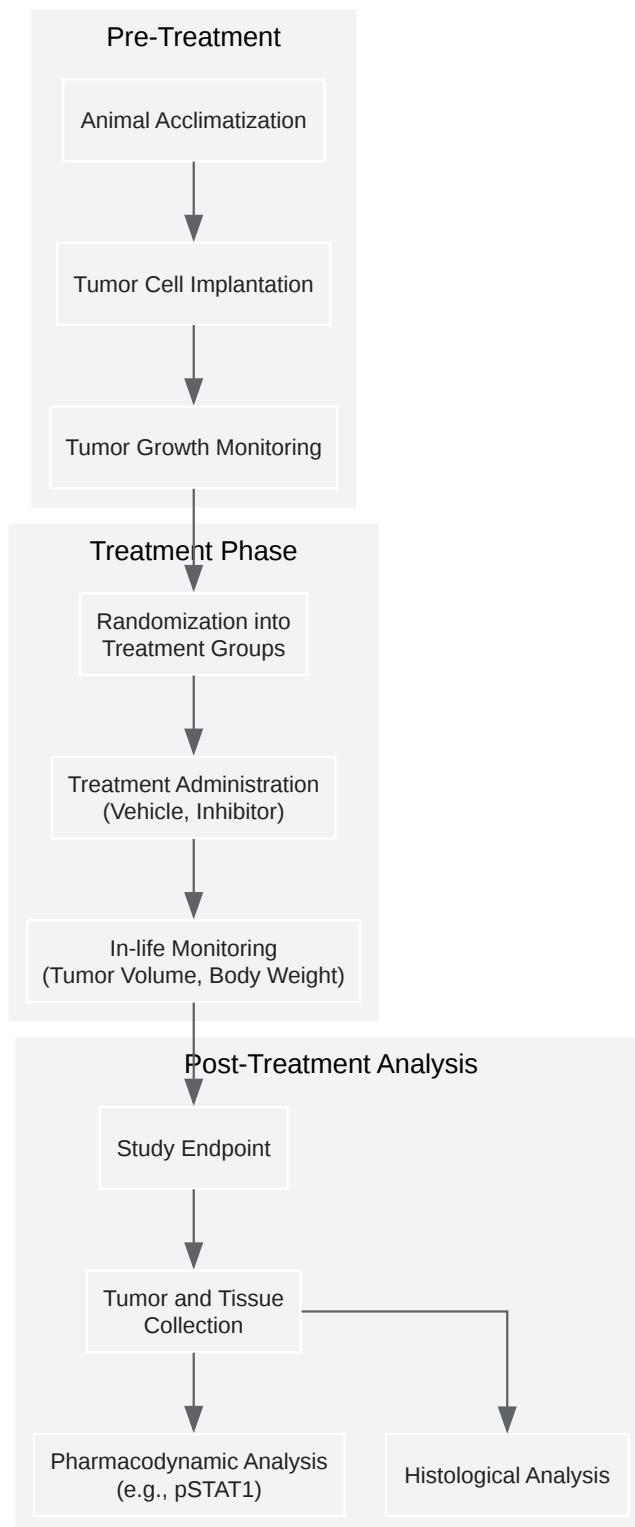 Pre-Treatment
Animal Acclimatization
Tumor Cell Implantation
Tumor Growth Monitoring
Treatment Phase
Randomization into
Treatment Groups
Treatment Administration
(Vehicle, Inhibitor)
In-life Monitoring
(Tumor Volume, Body Weight)
Post-Treatment Analysis
Study Endpoint
Tumor and Tissue
Collection
Pharmacodynamic Analysis
(e.g., pSTAT1)
Histological Analysis